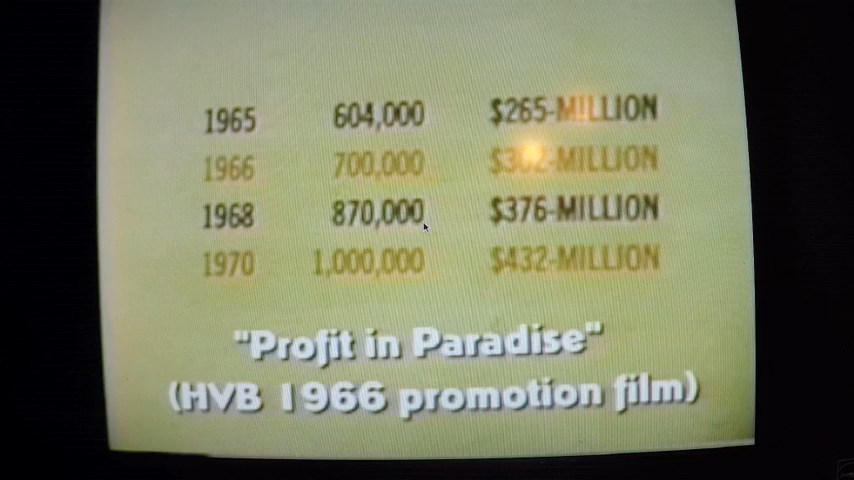 1965 604,000 $265-MILLION
1966 700,000 $302-MILLION
1968 870,000 $376-MILLION
1970 1,000,000 $432-MILLION
"Profit in Paradise"
(HVB 1966 promotion film)